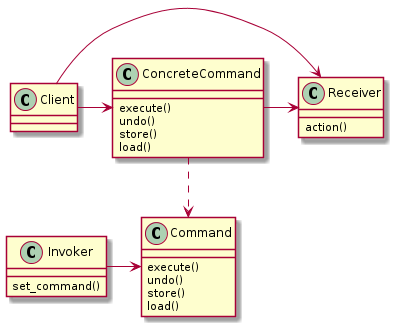 C Client
C ConcreteCommand
execute()
undo()
store()
load()
C Receiver
action()
C Invoker
set_command()
C Command
execute()
undo()
store()
load()